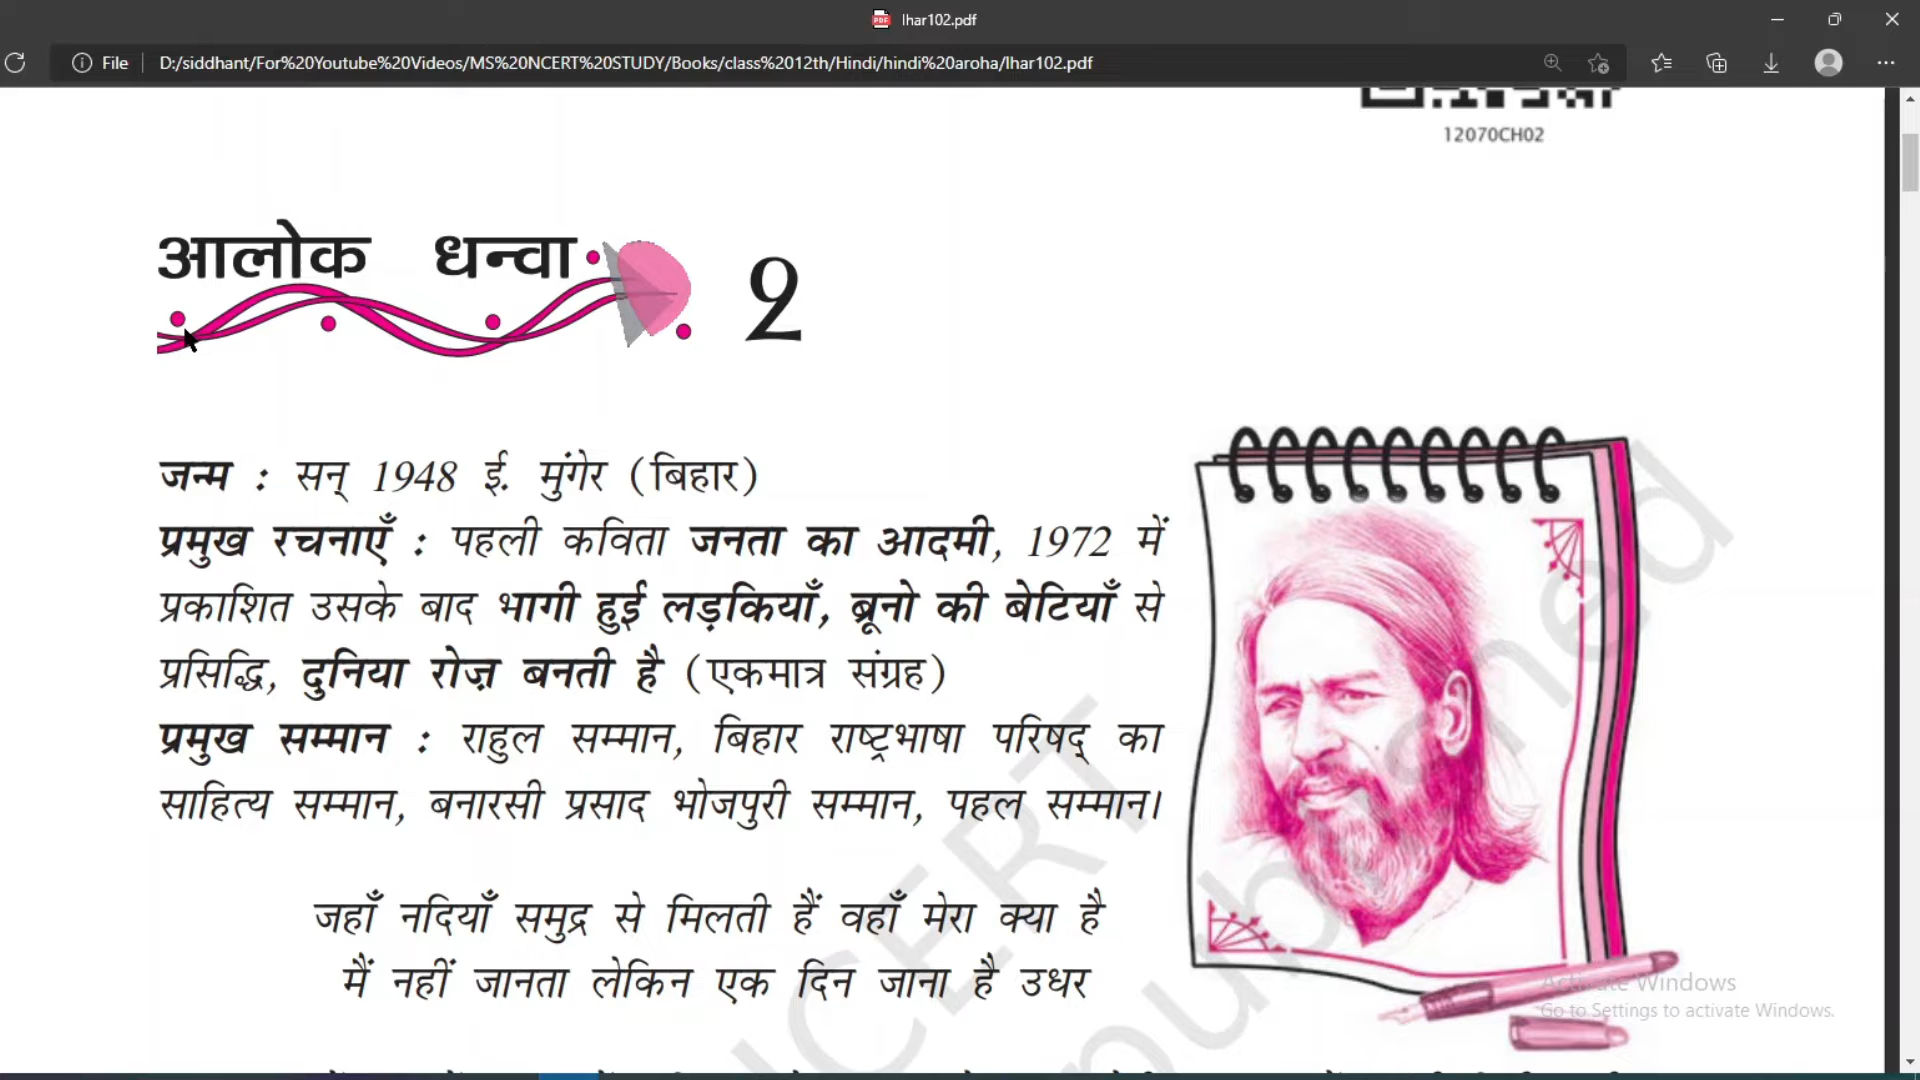 lhar102.pdf
File D:/siddhant/For%20Youtube%20Videos/MS%20NCERT%20STUDY/Books/class%2012th/Hindi/hindi%20aroha/lhar102.pdf
12070CH02
आलोक धन्वा 2
जन्म : सन् 1948 ई. मुंगेर (बिहार)
प्रमुख रचनाएँ : पहली कविता जनता का आदमी, 1972 में
प्रकाशित उसके बाद भागी हुई लड़कियाँ, ब्रूनो की बेटियाँ से
प्रसिद्धि, दुनिया रोज़ बनती है (एकमात्र संग्रह)
प्रमुख सम्मान : राहुल सम्मान, बिहार राष्ट्रभाषा परिषद् का
साहित्य सम्मान, बनारसी प्रसाद भोजपुरी सम्मान, पहल सम्मान।
जहाँ नदियाँ समुद्र से मिलती हैं वहाँ मेरा क्या है
मैं नहीं जानता लेकिन एक दिन जाना है उधर
Activate Windows
Go to Settings to activate Windows.